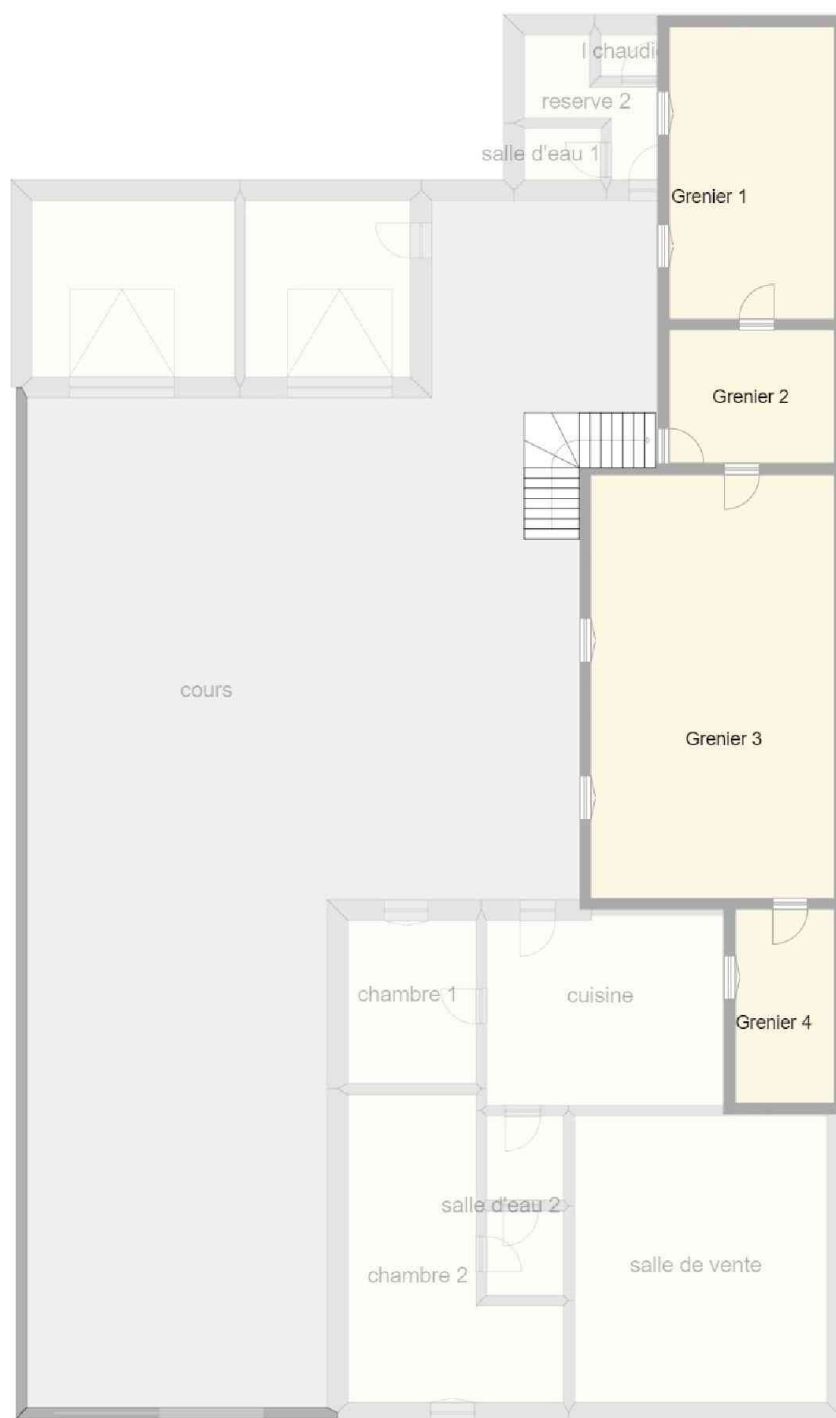 l chaudi
reserve 2
salle d'eau 1
Grenier 1
Grenier 2
cours
Grenier 3
chambre 1
cuisine
Grenier 4
salle d'eau 2
chambre 2
salle de vente